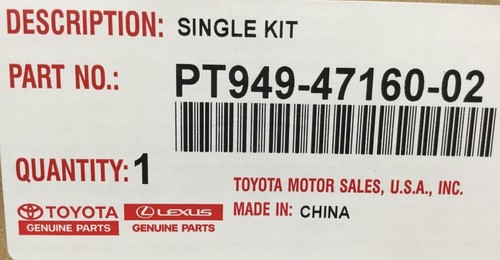 DESCRIPTION: SINGLE KIT
PART NO.: PT949-47160-02
QUANTITY: 1
TOYOTA MOTOR SALES, U.S.A., INC.
TOYOTA LEXUS MADE IN: CHINA
GENUINE PARTS GENUINE PARTS